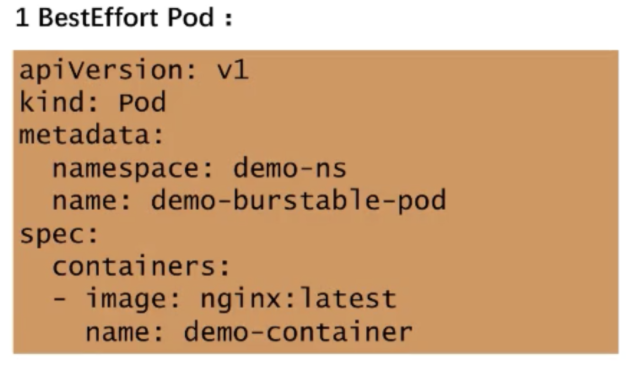 1 BestEffort Pod：
apiVersion: v1
kind: Pod
metadata:
  namespace: demo-ns
  name: demo-burstable-pod
spec:
  containers:
  - image: nginx:latest
    name: demo-container